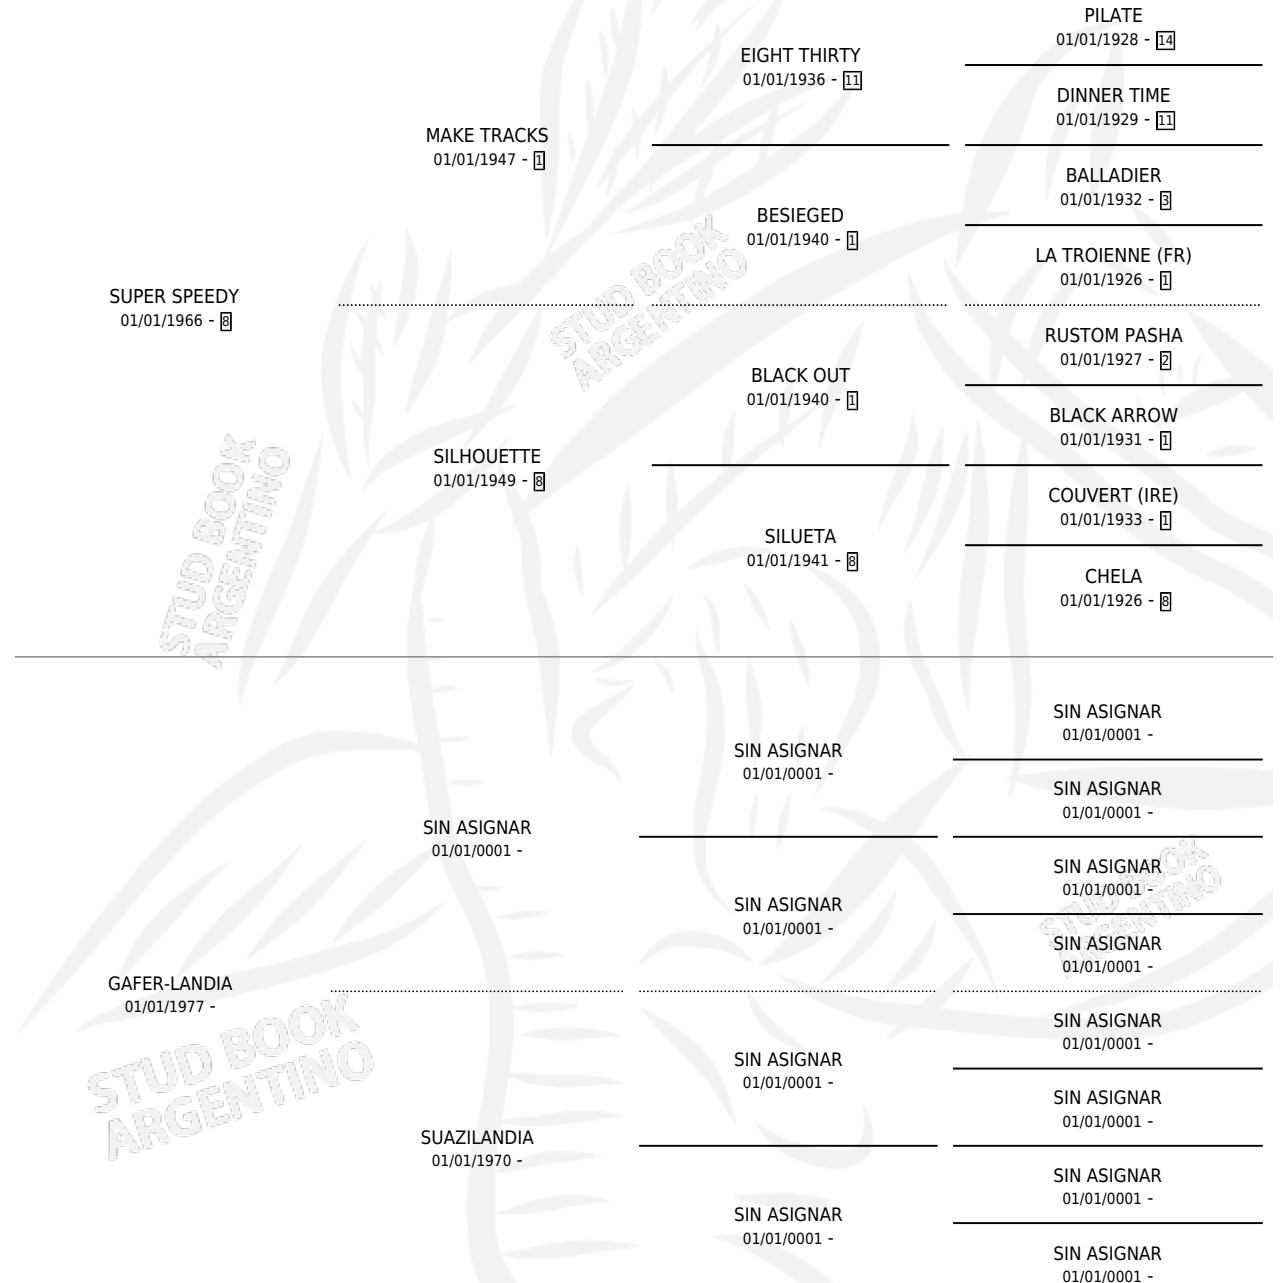 PILATE
01/01/1928 - 14
EIGHT THIRTY
01/01/1936 - 11
DINNER TIME
01/01/1929 - 11
MAKE TRACKS
01/01/1947 - 1
BALLADIER
01/01/1932 - 3
BESIEGED
01/01/1940 - 1
LA TROIENNE (FR)
01/01/1926 - 1
SUPER SPEEDY
01/01/1966 - 8
RUSTOM PASHA
01/01/1927 - 2
BLACK OUT
01/01/1940 - 1
BLACK ARROW
01/01/1931 - 1
SILHOUETTE
01/01/1949 - 8
COUVERT (IRE)
01/01/1933 - 1
SILUETA
01/01/1941 - 8
CHELA
01/01/1926 - 8
STUD BOOK
ARGENTINO
STUD BOOK
ARGENTINO
SIN ASIGNAR
01/01/0001 -
SIN ASIGNAR
01/01/0001 -
SIN ASIGNAR
01/01/0001 -
SIN ASIGNAR
01/01/0001 -
SIN ASIGNAR
01/01/0001 -
SIN ASIGNAR
01/01/0001 -
SIN ASIGNAR
01/01/0001 -
GAFER-LANDIA
01/01/1977 -
SIN ASIGNAR
01/01/0001 -
SIN ASIGNAR
01/01/0001 -
SIN ASIGNAR
01/01/0001 -
SUAZILANDIA
01/01/1970 -
SIN ASIGNAR
01/01/0001 -
SIN ASIGNAR
01/01/0001 -
SIN ASIGNAR
01/01/0001 -
STUD BOOK
ARGENTINO
STUD BOOK
ARGENTINO